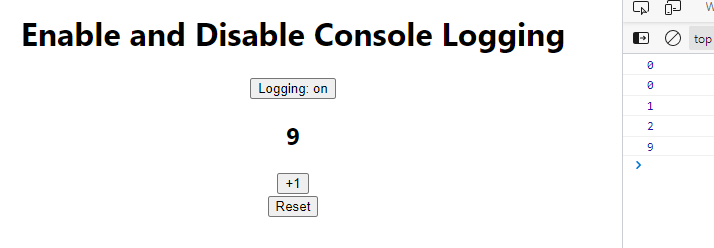 Enable and Disable Console Logging
Logging: on
9
+1
Reset
top
0
0
1
2
9